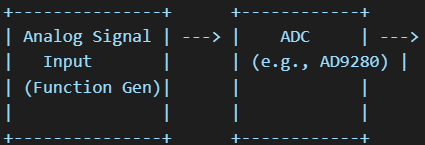 +---------------+      +------------+
| Analog Signal | ---> |    ADC     | --->
|   Input       |      | (e.g., AD9280) |
| (Function Gen)|      |            |
|               |      |            |
+---------------+      +------------+